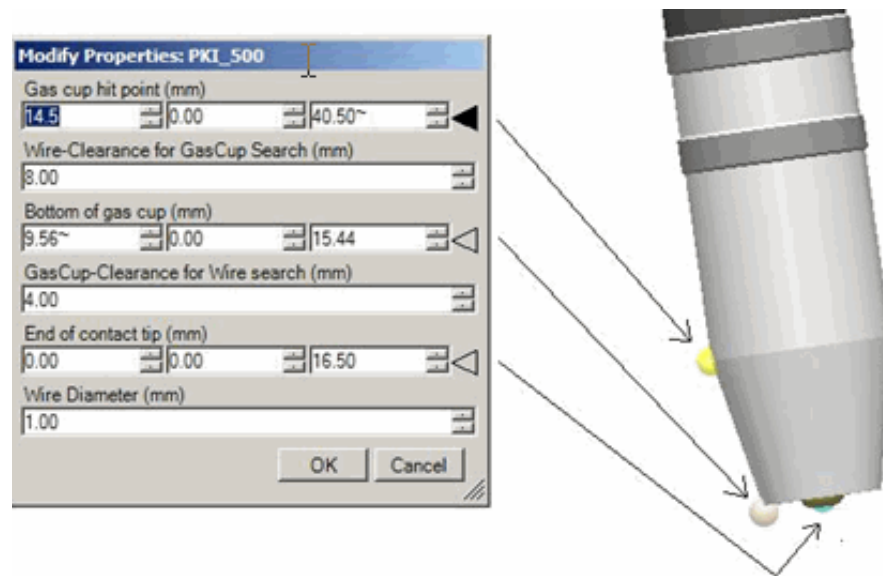 Modify Properties: PKI_500
Gas cup hit point (mm)
14.5 0.00 40.50~
Wire-Clearance for GasCup Search (mm)
8.00
Bottom of gas cup (mm)
9.56~ 0.00 15.44
GasCup-Clearance for Wire search (mm)
4.00
End of contact tip (mm)
0.00 0.00 16.50
Wire Diameter (mm)
1.00
OK Cancel